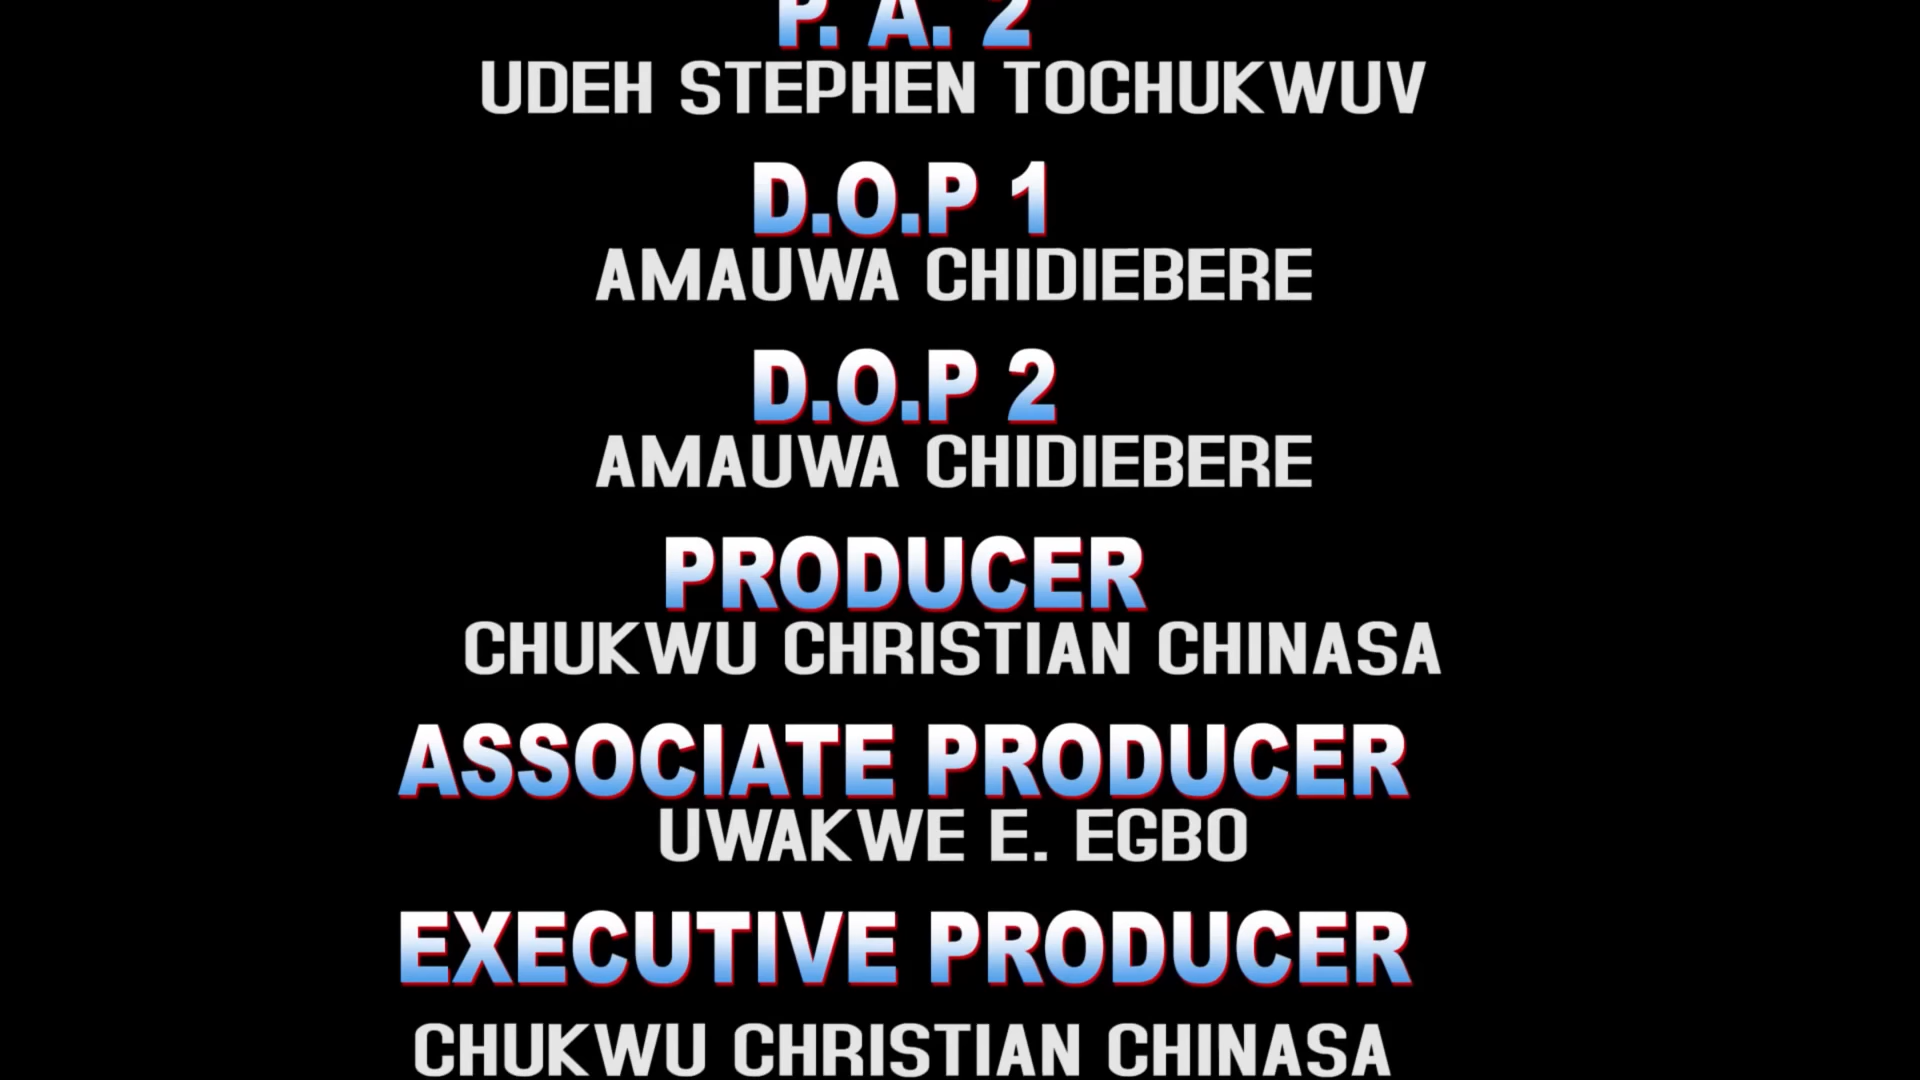 P. A. 2
UDEH STEPHEN TOCHUKWUV
D.O.P 1
AMAUWA CHIDIEBERE
D.O.P 2
AMAUWA CHIDIEBERE
PRODUCER
CHUKWU CHRISTIAN CHINASA
ASSOCIATE PRODUCER
UWAKWE E. EGBO
EXECUTIVE PRODUCER
CHUKWU CHRISTIAN CHINASA